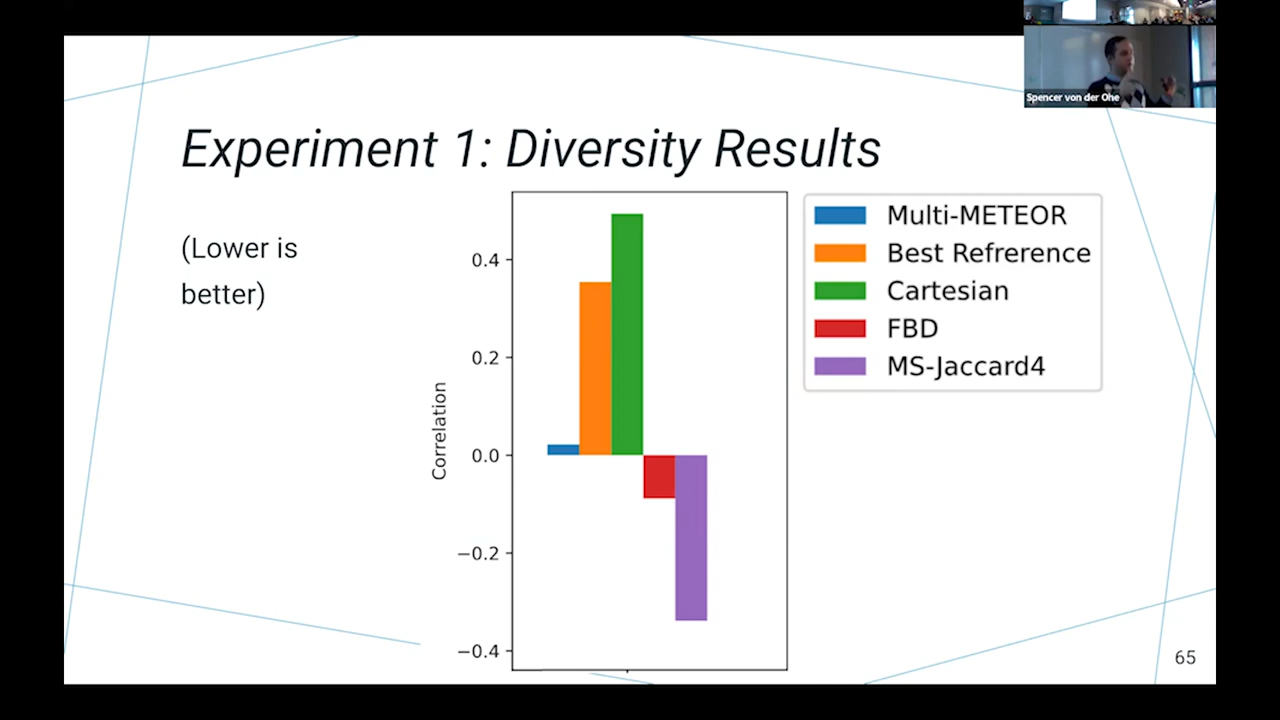 Spencer von der Ohe
Experiment 1: Diversity Results
(Lower is
better)
Correlation
0.4
0.2
0.0
−0.2
−0.4
Multi-METEOR
Best Refrerence
Cartesian
FBD
MS-Jaccard4
65